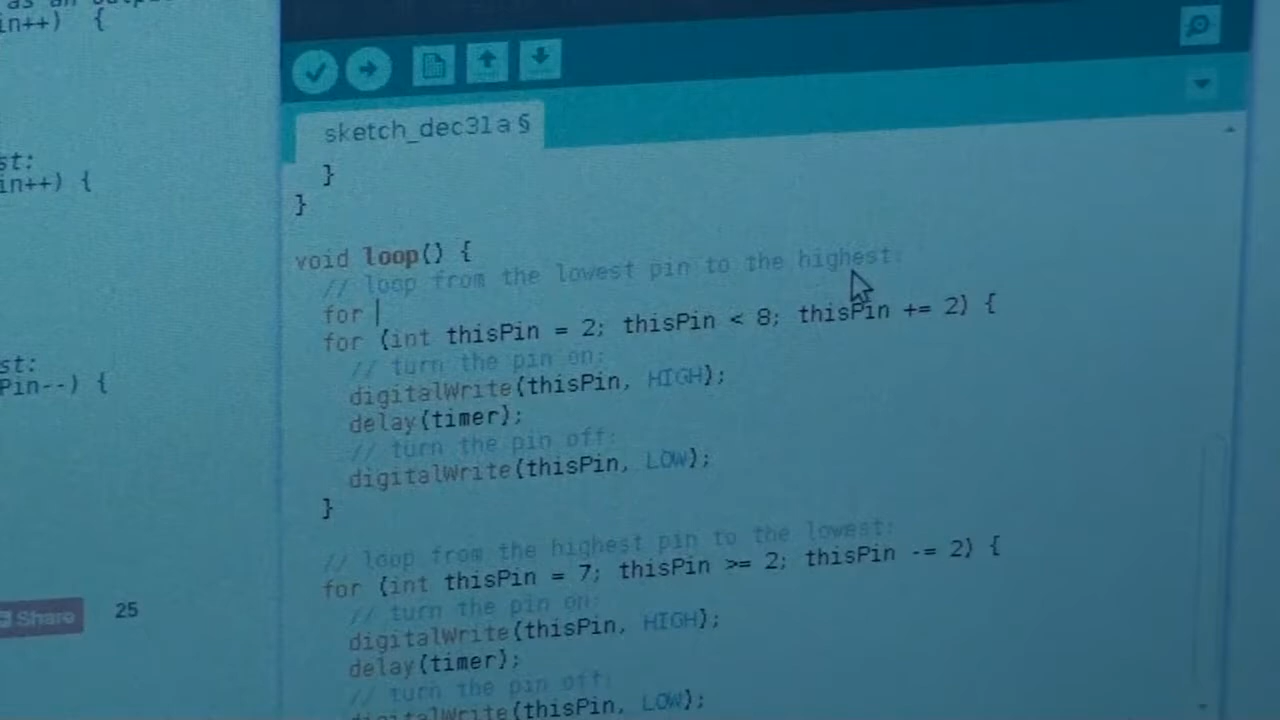 as an outp
in++) {
st:
in++) {
st:
Pin--) {
Share 25
sketch_dec31a §
}
}
void loop() {
// loop from the lowest pin to the highest:
for
for (int thisPin = 2; thisPin < 8; thisPin += 2) {
// turn the pin on:
digitalWrite(thisPin, HIGH);
delay(timer);
// turn the pin off:
digitalWrite(thisPin, LOW);
}
// loop from the highest pin to the lowest:
for (int thisPin = 7; thisPin >= 2; thisPin -= 2) {
// turn the pin on:
digitalWrite(thisPin, HIGH);
delay(timer);
// turn the pin off:
digitalWrite(thisPin, LOW);